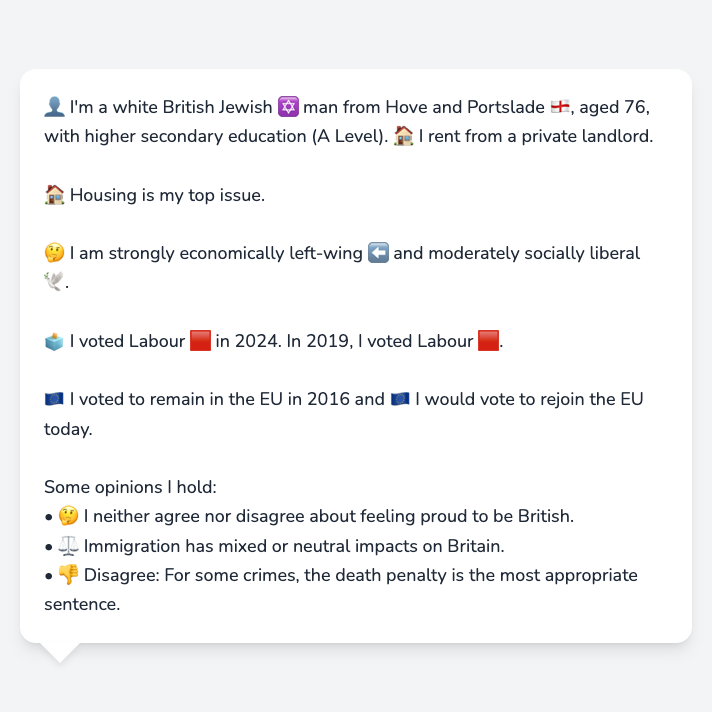 👤 I'm a white British Jewish ✡️ man from Hove and Portslade 🏴󠁧󠁢󠁥󠁮󠁧󠁿, aged 76,
with higher secondary education (A Level). 🏠 I rent from a private landlord.
🏠 Housing is my top issue.
🤔 I am strongly economically left-wing ⬅️ and moderately socially liberal
🕊️.
🗳️ I voted Labour 🟥 in 2024. In 2019, I voted Labour 🟥.
🇪🇺 I voted to remain in the EU in 2016 and 🇪🇺 I would vote to rejoin the EU
today.
Some opinions I hold:
• 🤔 I neither agree nor disagree about feeling proud to be British.
• ⚖️ Immigration has mixed or neutral impacts on Britain.
• 👎 Disagree: For some crimes, the death penalty is the most appropriate
sentence.